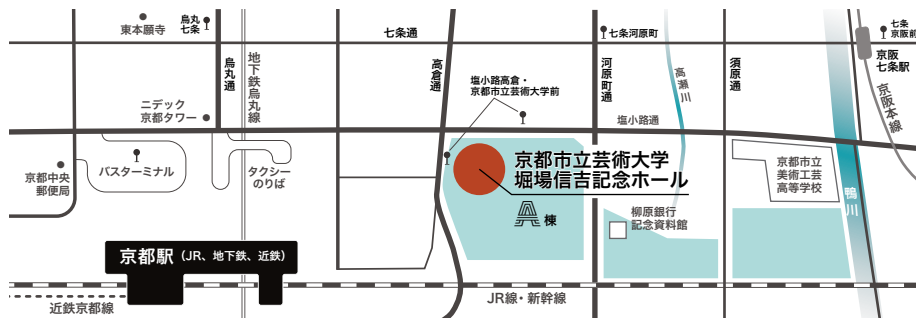 東本願寺
烏丸
七条
七条通
七条河原町
七条
京阪前
京阪
七条駅
京阪本線
烏丸通
地下鉄烏丸線
高倉通
塩小路高倉・
京都市立芸術大学前
河原町通
高瀬川
須原通
ニデック
京都タワー
塩小路通
京都中央
郵便局
バスターミナル
タクシー
のりば
京都市立芸術大学
堀場信吉記念ホール
棟
京都市立
美術工芸
高等学校
鴨川
柳原銀行
記念資料館
京都駅(JR、地下鉄、近鉄)
近鉄京都線
JR線・新幹線